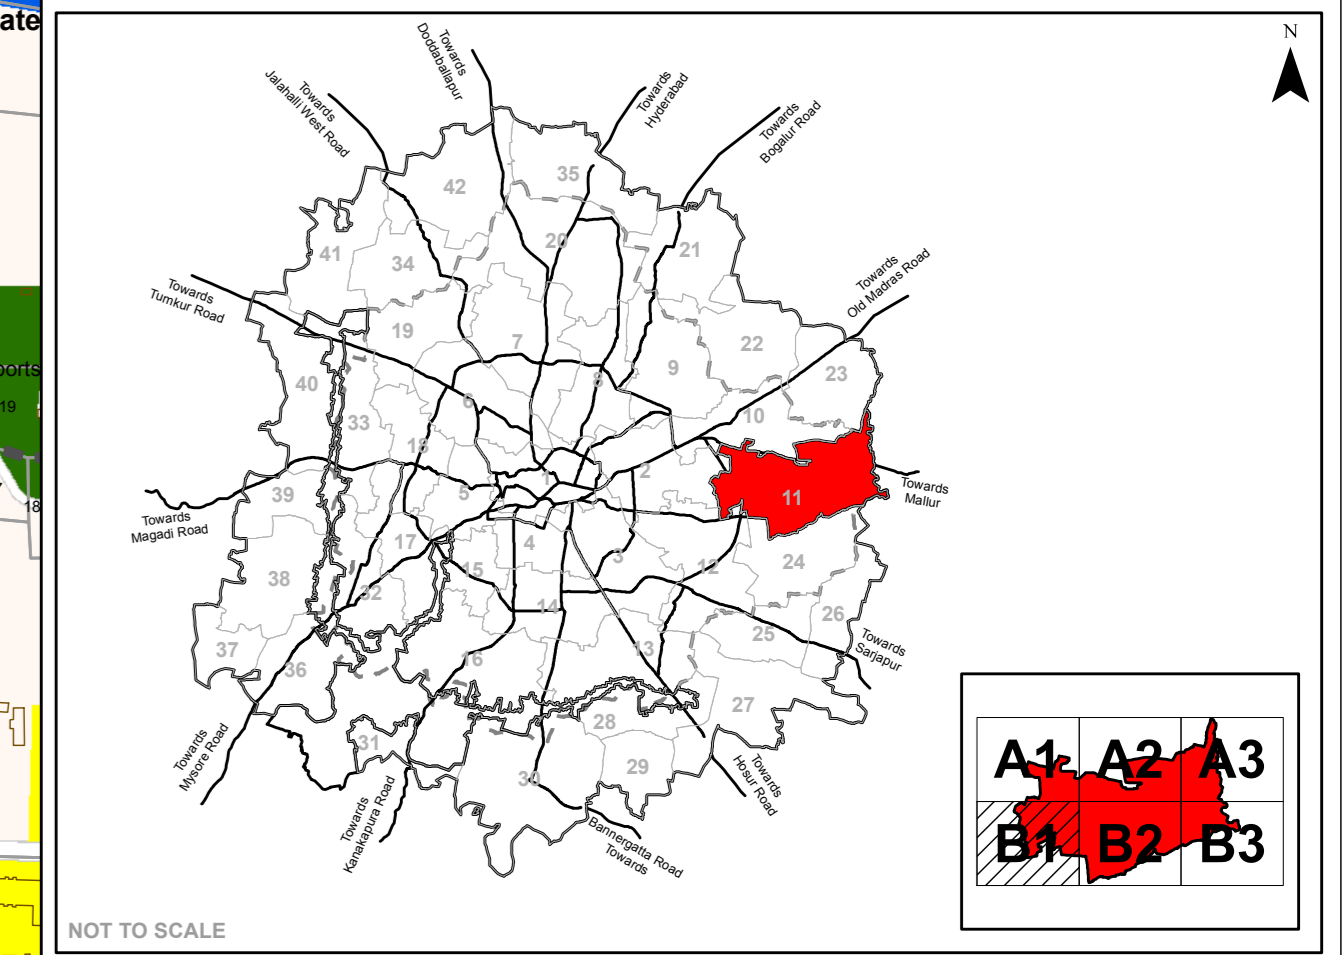 ate
ports
19
18
N
Towards
Doddaballapur
Towards
Jalahalli West Road
Towards
Hyderabad
Towards
Bogalur Road
Towards
Old Madras Road
Towards
Tumkur Road
Towards
Magadi Road
Towards
Mallur
Towards
Sarjapur
Towards
Hosur Road
Bannergatta Road
Towards
Towards
Kanakapura Road
Towards
Mysore Road
42
35
41
34
20
21
19
7
22
9
8
23
40
6
33
10
18
2
1
5
39
11
17
4
3
15
12
24
38
32
14
26
25
37
36
16
13
27
28
31
30
29
NOT TO SCALE
A1 A2 A3
B1 B2 B3